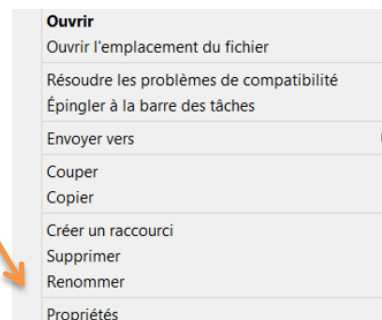 Ouvrir
Ouvrir l'emplacement du fichier
Résoudre les problèmes de compatibilité
Épingler à la barre des tâches
Envoyer vers
Couper
Copier
Créer un raccourci
Supprimer
Renommer
Propriétés